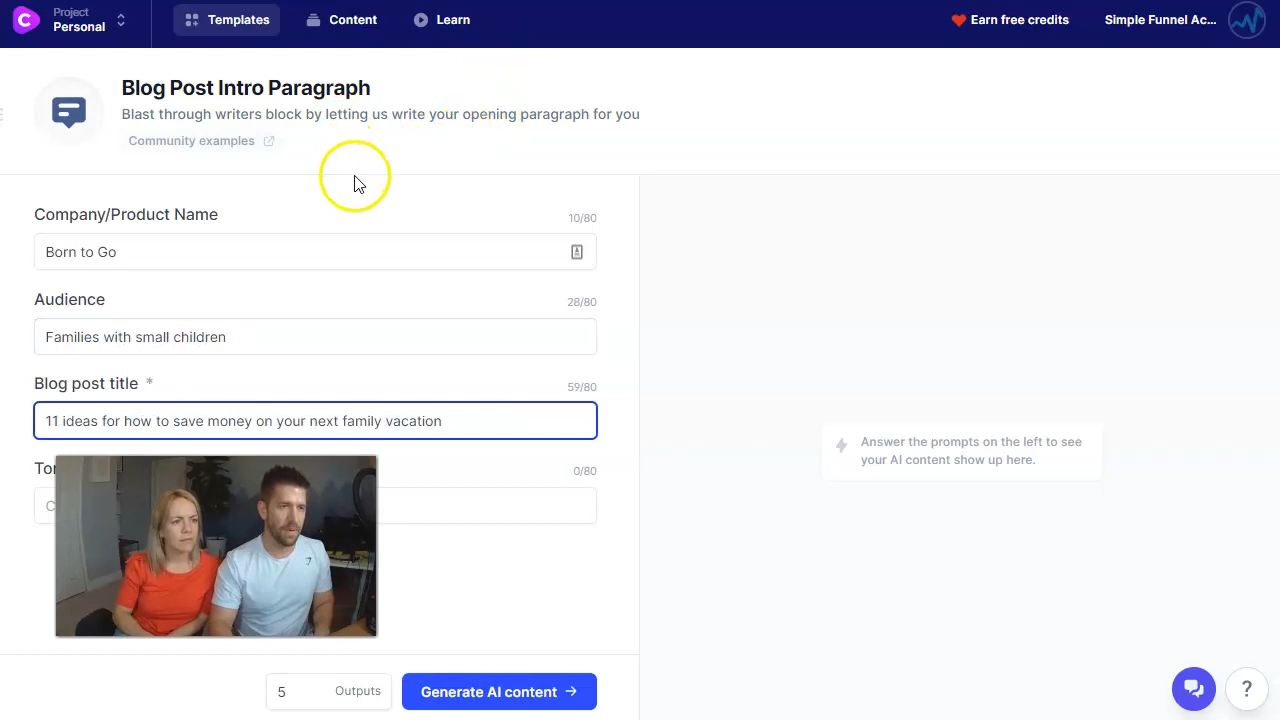 Project
Personal
Templates
Content
Learn
Earn free credits
Simple Funnel Ac...
Blog Post Intro Paragraph
Blast through writers block by letting us write your opening paragraph for you
Community examples
Company/Product Name
10/80
Born to Go
Audience
28/80
Families with small children
Blog post title *
59/80
11 ideas for how to save money on your next family vacation
0/80
Answer the prompts on the left to see
your AI content show up here.
5 Outputs
Generate AI content →
?